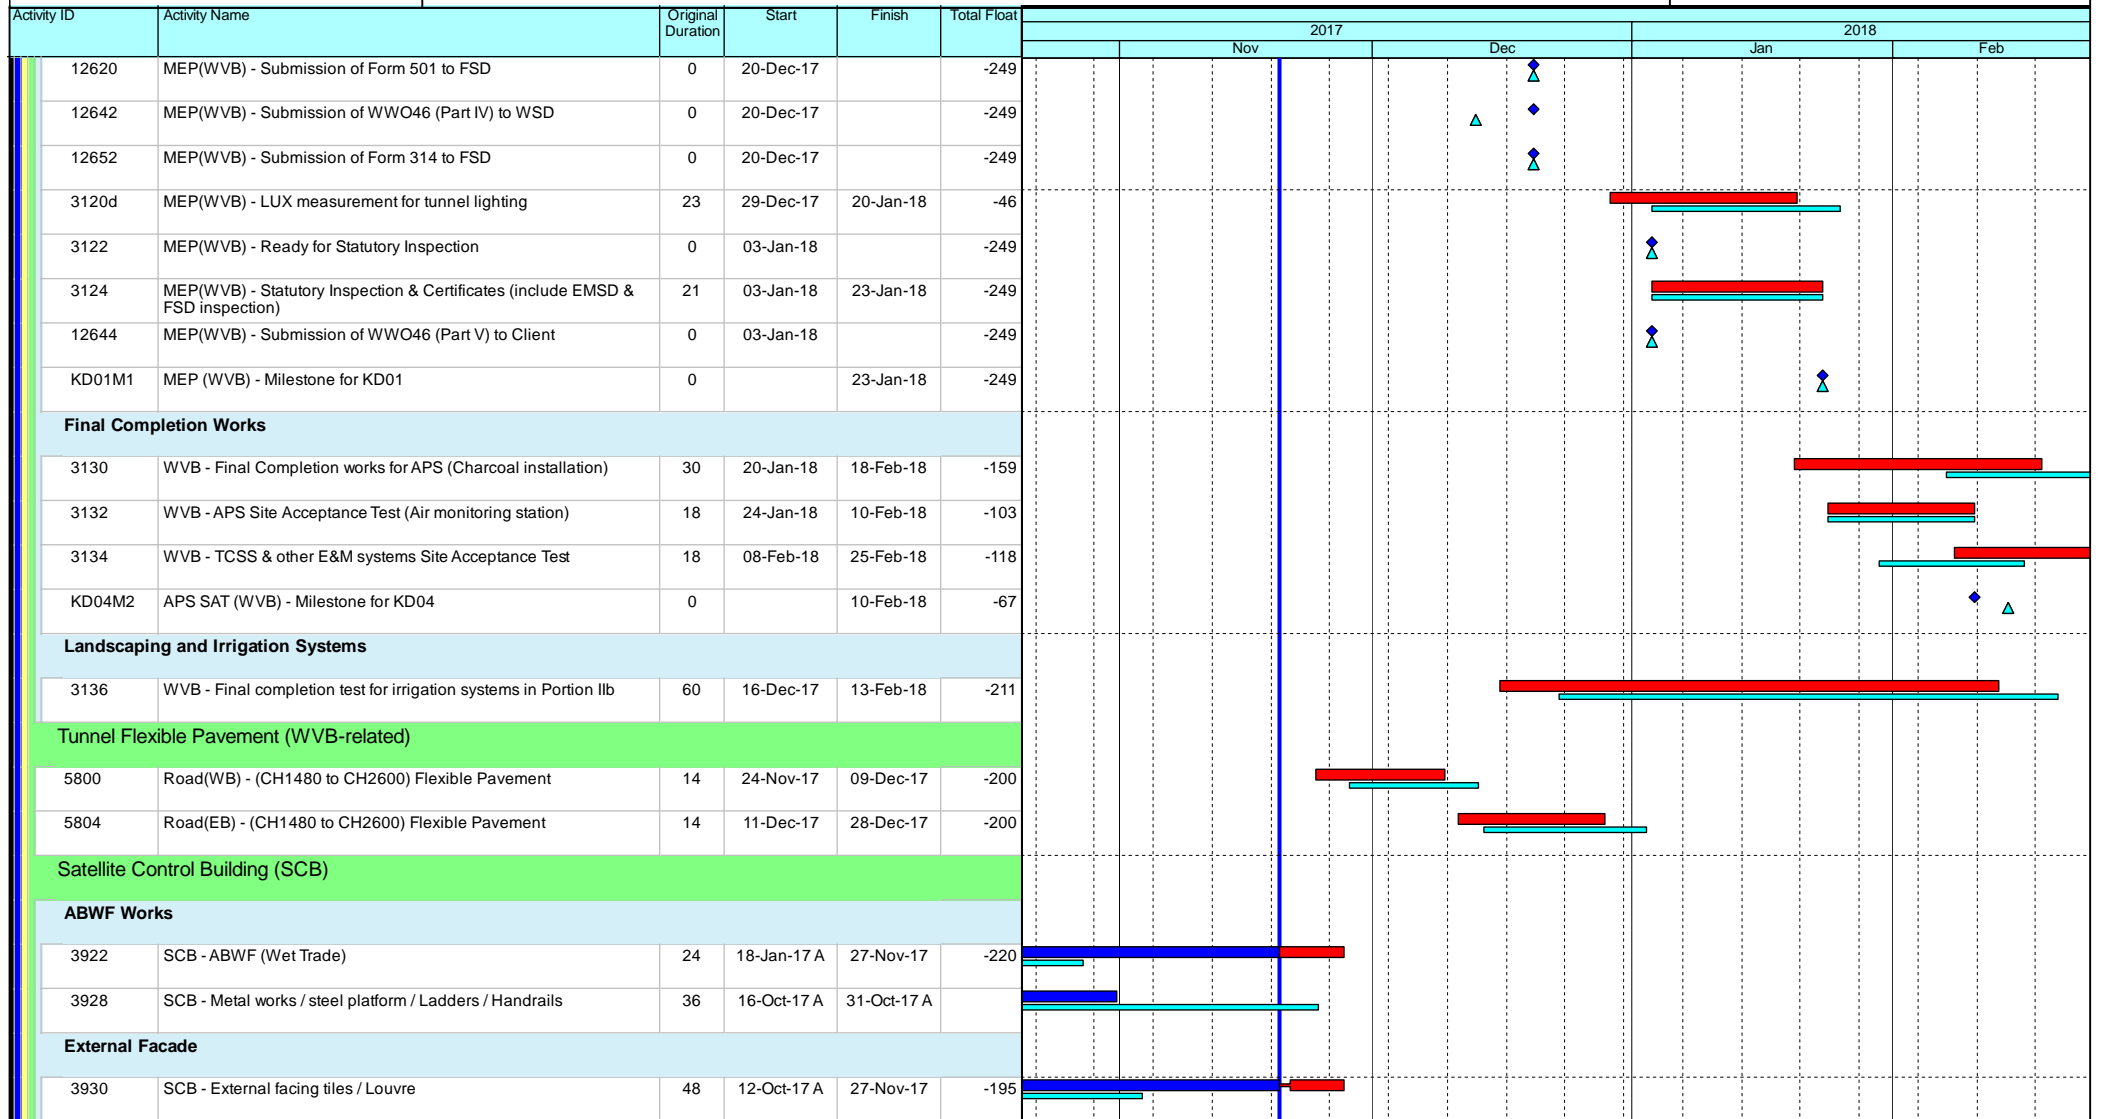 Activity ID Activity Name Original Duration Start Finish Total Float
2017 2018
Nov Dec Jan Feb
12620 MEP(WVB) - Submission of Form 501 to FSD 0 20-Dec-17 -249
12642 MEP(WVB) - Submission of WWO46 (Part IV) to WSD 0 20-Dec-17 -249
12652 MEP(WVB) - Submission of Form 314 to FSD 0 20-Dec-17 -249
3120d MEP(WVB) - LUX measurement for tunnel lighting 23 29-Dec-17 20-Jan-18 -46
3122 MEP(WVB) - Ready for Statutory Inspection 0 03-Jan-18 -249
3124 MEP(WVB) - Statutory Inspection & Certificates (include EMSD & FSD inspection) 21 03-Jan-18 23-Jan-18 -249
12644 MEP(WVB) - Submission of WWO46 (Part V) to Client 0 03-Jan-18 -249
KD01M1 MEP (WVB) - Milestone for KD01 0 23-Jan-18 -249
Final Completion Works
3130 WVB - Final Completion works for APS (Charcoal installation) 30 20-Jan-18 18-Feb-18 -159
3132 WVB - APS Site Acceptance Test (Air monitoring station) 18 24-Jan-18 10-Feb-18 -103
3134 WVB - TCSS & other E&M systems Site Acceptance Test 18 08-Feb-18 25-Feb-18 -118
KD04M2 APS SAT (WVB) - Milestone for KD04 0 10-Feb-18 -67
Landscaping and Irrigation Systems
3136 WVB - Final completion test for irrigation systems in Portion IIb 60 16-Dec-17 13-Feb-18 -211
Tunnel Flexible Pavement (WVB-related)
5800 Road(WB) - (CH1480 to CH2600) Flexible Pavement 14 24-Nov-17 09-Dec-17 -200
5804 Road(EB) - (CH1480 to CH2600) Flexible Pavement 14 11-Dec-17 28-Dec-17 -200
Satellite Control Building (SCB)
ABWF Works
3922 SCB - ABWF (Wet Trade) 24 18-Jan-17 A 27-Nov-17 -220
3928 SCB - Metal works / steel platform / Ladders / Handrails 36 16-Oct-17 A 31-Oct-17 A
External Facade
3930 SCB - External facing tiles / Louvre 48 12-Oct-17 A 27-Nov-17 -195